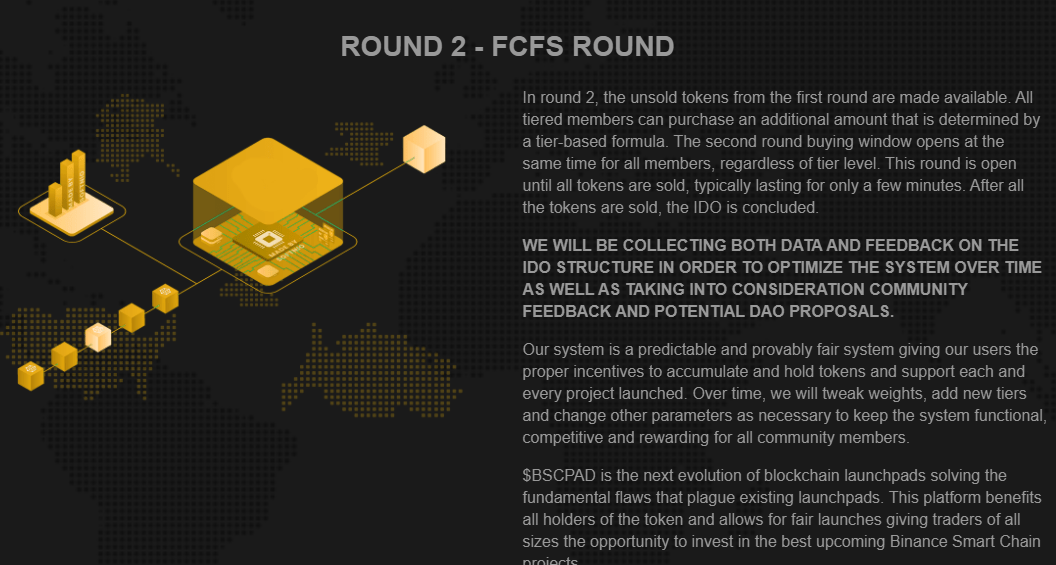 ROUND 2 - FCFS ROUND
In round 2, the unsold tokens from the first round are made available. All
tiered members can purchase an additional amount that is determined by
a tier-based formula. The second round buying window opens at the
same time for all members, regardless of tier level. This round is open
until all tokens are sold, typically lasting for only a few minutes. After all
the tokens are sold, the IDO is concluded.
WE WILL BE COLLECTING BOTH DATA AND FEEDBACK ON THE
IDO STRUCTURE IN ORDER TO OPTIMIZE THE SYSTEM OVER TIME
AS WELL AS TAKING INTO CONSIDERATION COMMUNITY
FEEDBACK AND POTENTIAL DAO PROPOSALS.
Our system is a predictable and provably fair system giving our users the
proper incentives to accumulate and hold tokens and support each and
every project launched. Over time, we will tweak weights, add new tiers
and change other parameters as necessary to keep the system functional,
competitive and rewarding for all community members.
$BSCPAD is the next evolution of blockchain launchpads solving the
fundamental flaws that plague existing launchpads. This platform benefits
all holders of the token and allows for fair launches giving traders of all
sizes the opportunity to invest in the best upcoming Binance Smart Chain
projects.
MADE BY